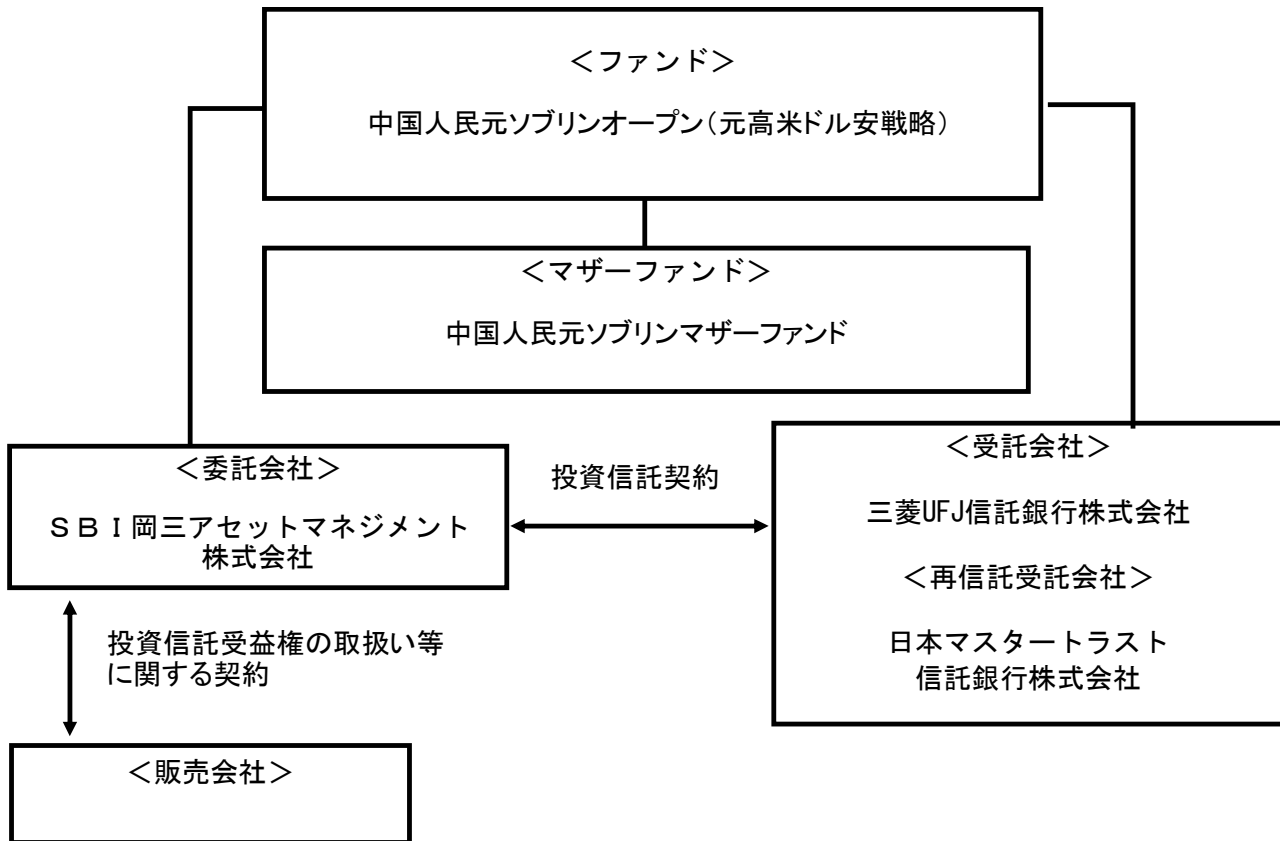 ＜ファンド＞
中国人民元ソブリンオープン（元高米ドル安戦略）
＜マザーファンド＞
中国人民元ソブリンマザーファンド
＜委託会社＞
ＳＢＩ岡三アセットマネジメント
株式会社
投資信託契約
＜受託会社＞
三菱UFJ信託銀行株式会社
＜再信託受託会社＞
日本マスタートラスト
信託銀行株式会社
投資信託受益権の取扱い等
に関する契約
＜販売会社＞